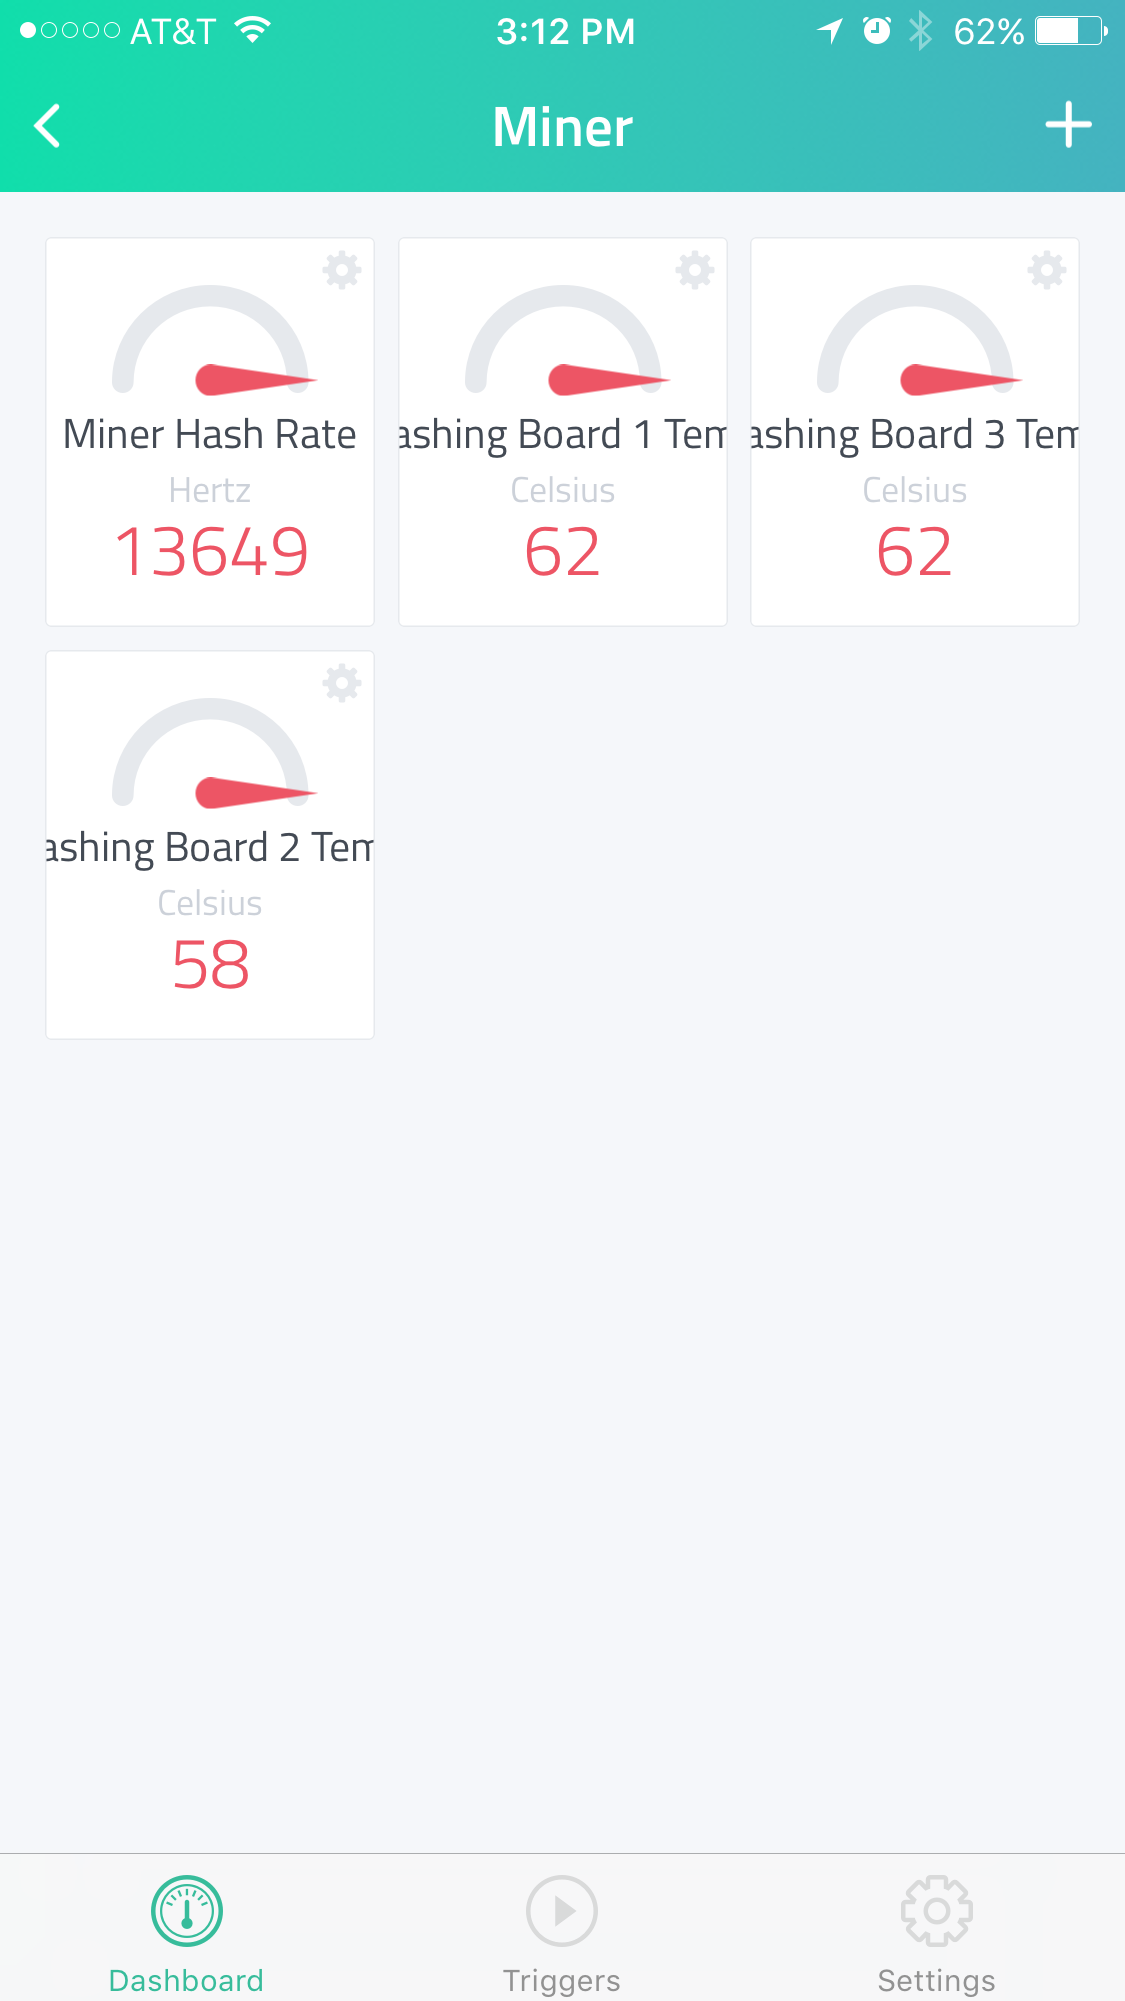 AT&T 3:12 PM 62%
Miner
Miner Hash Rate
Hertz
13649
ashing Board 1 Tem
Celsius
62
ashing Board 3 Tem
Celsius
62
ashing Board 2 Tem
Celsius
58
Dashboard
Triggers
Settings